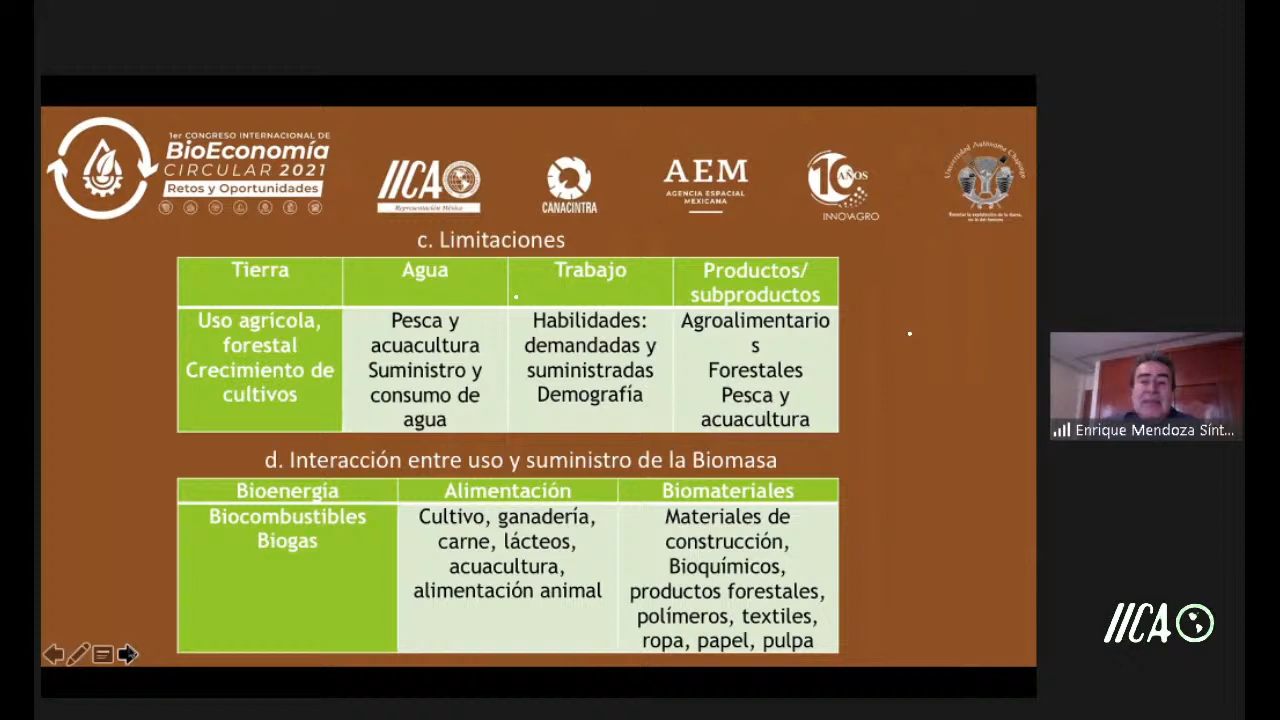 1er CONGRESO INTERNACIONAL DE
BioEconomía
CIRCULAR 2021
Retos y Oportunidades
IICA
Representación México
CANACINTRA
AEM
AGENCIA ESPACIAL
MEXICANA
10 AÑOS
INNOVAGRO
Universidad Autónoma Chapingo
c. Limitaciones
Tierra
Agua
Trabajo
Productos/
subproductos
Uso agrícola,
forestal
Crecimiento de
cultivos
Pesca y
acuacultura
Suministro y
consumo de
agua
Habilidades:
demandadas y
suministradas
Demografía
Agroalimentario
s
Forestales
Pesca y
acuacultura
d. Interacción entre uso y suministro de la Biomasa
Bioenergía
Alimentación
Biomateriales
Biocombustibles
Biogas
Cultivo, ganadería,
carne, lácteos,
acuacultura,
alimentación animal
Materiales de
construcción,
Bioquímicos,
productos forestales,
polímeros, textiles,
ropa, papel, pulpa
Enrique Mendoza Sínt...
IICA